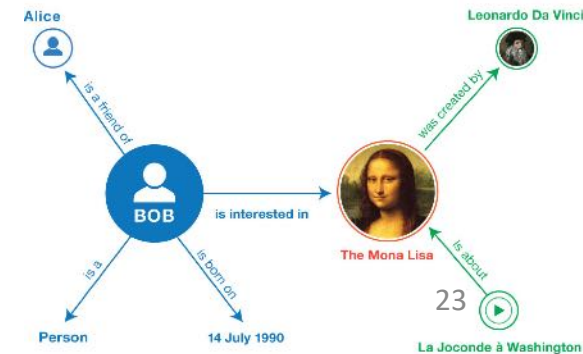 Alice
Leonardo Da Vinci
is a friend of
was created by
BOB
is interested in
The Mona Lisa
is a
is born on
is about
23
Person
14 July 1990
La Joconde à Washington